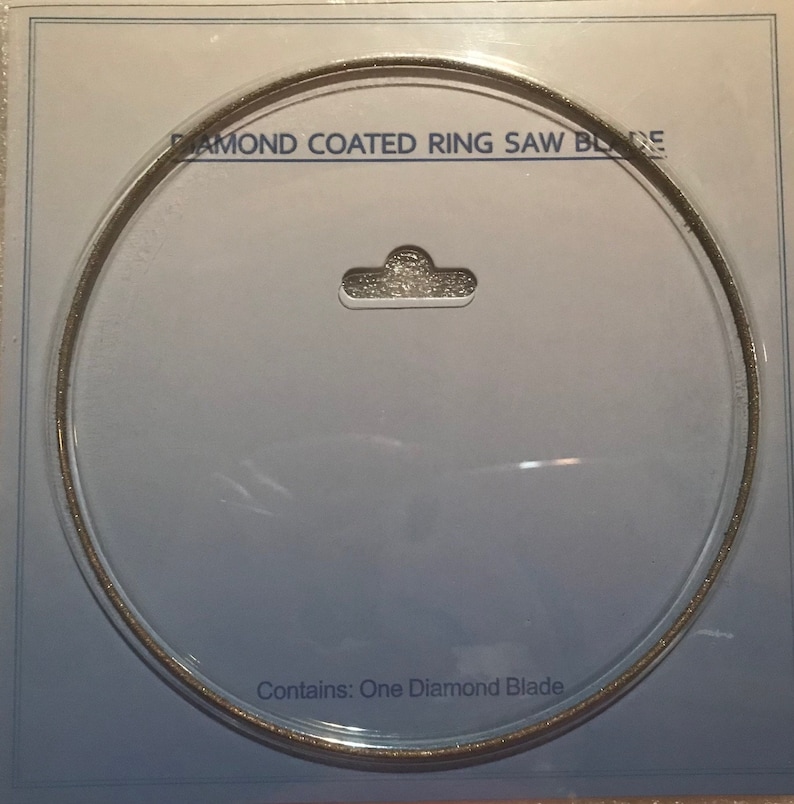 DIAMOND COATED RING SAW BLADE
Contains: One Diamond Blade